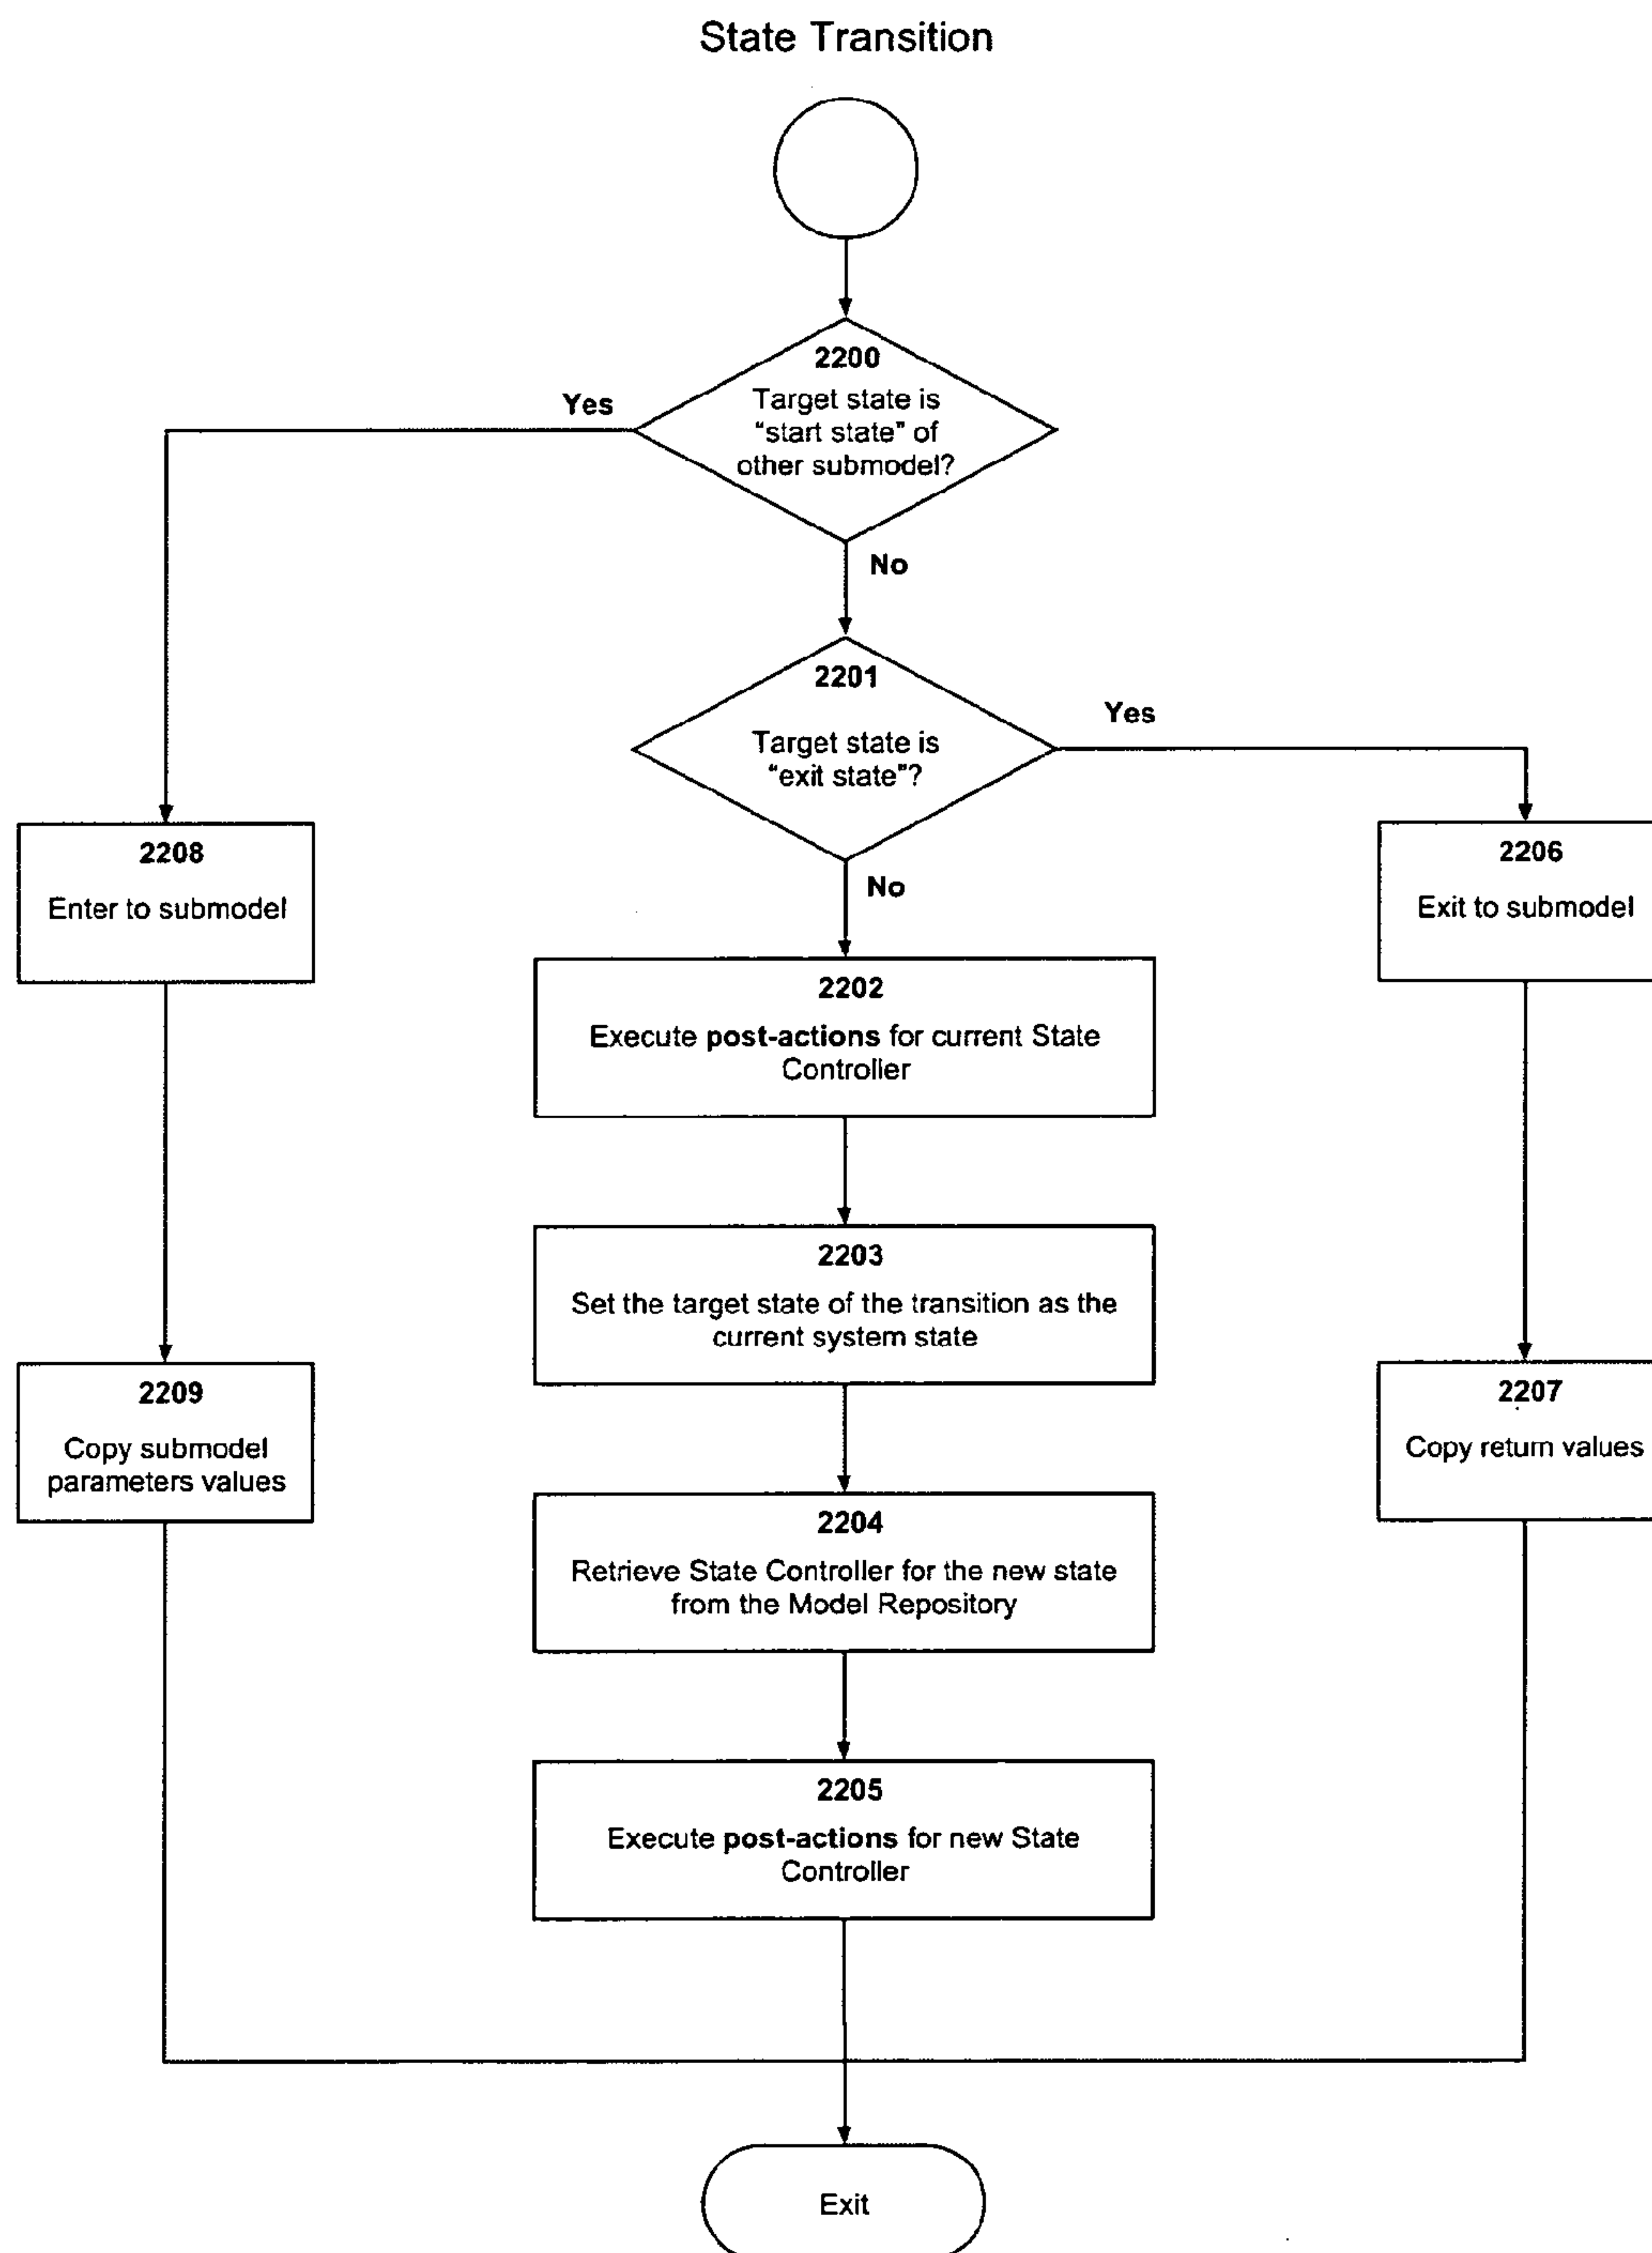 State Transition
2200
Target state is
"start state" of
other submodel?
Yes
No
2201
Target state is
"exit state"?
Yes
No
2208
Enter to submodel
2206
Exit to submodel
2202
Execute post-actions for current State
Controller
2203
Set the target state of the transition as the
current system state
2209
Copy submodel
parameters values
2207
Copy return values
2204
Retrieve State Controller for the new state
from the Model Repository
2205
Execute post-actions for new State
Controller
Exit